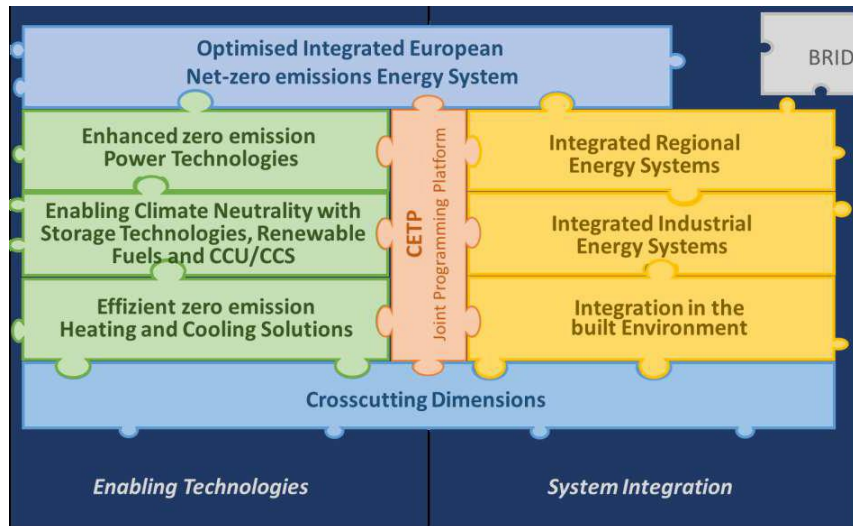 Optimised Integrated European
Net-zero emissions Energy System
BRID
Enhanced zero emission
Power Technologies
Enabling Climate Neutrality with
Storage Technologies, Renewable
Fuels and CCU/CCS
Effizient zero emission
Heating and Cooling Solutions
CETP
Joint Programming Platform
Integrated Regional
Energy Systems
Integrated Industrial
Energy Systems
Integration in the
built Environment
Crosscutting Dimensions
Enabling Technologies
System Integration